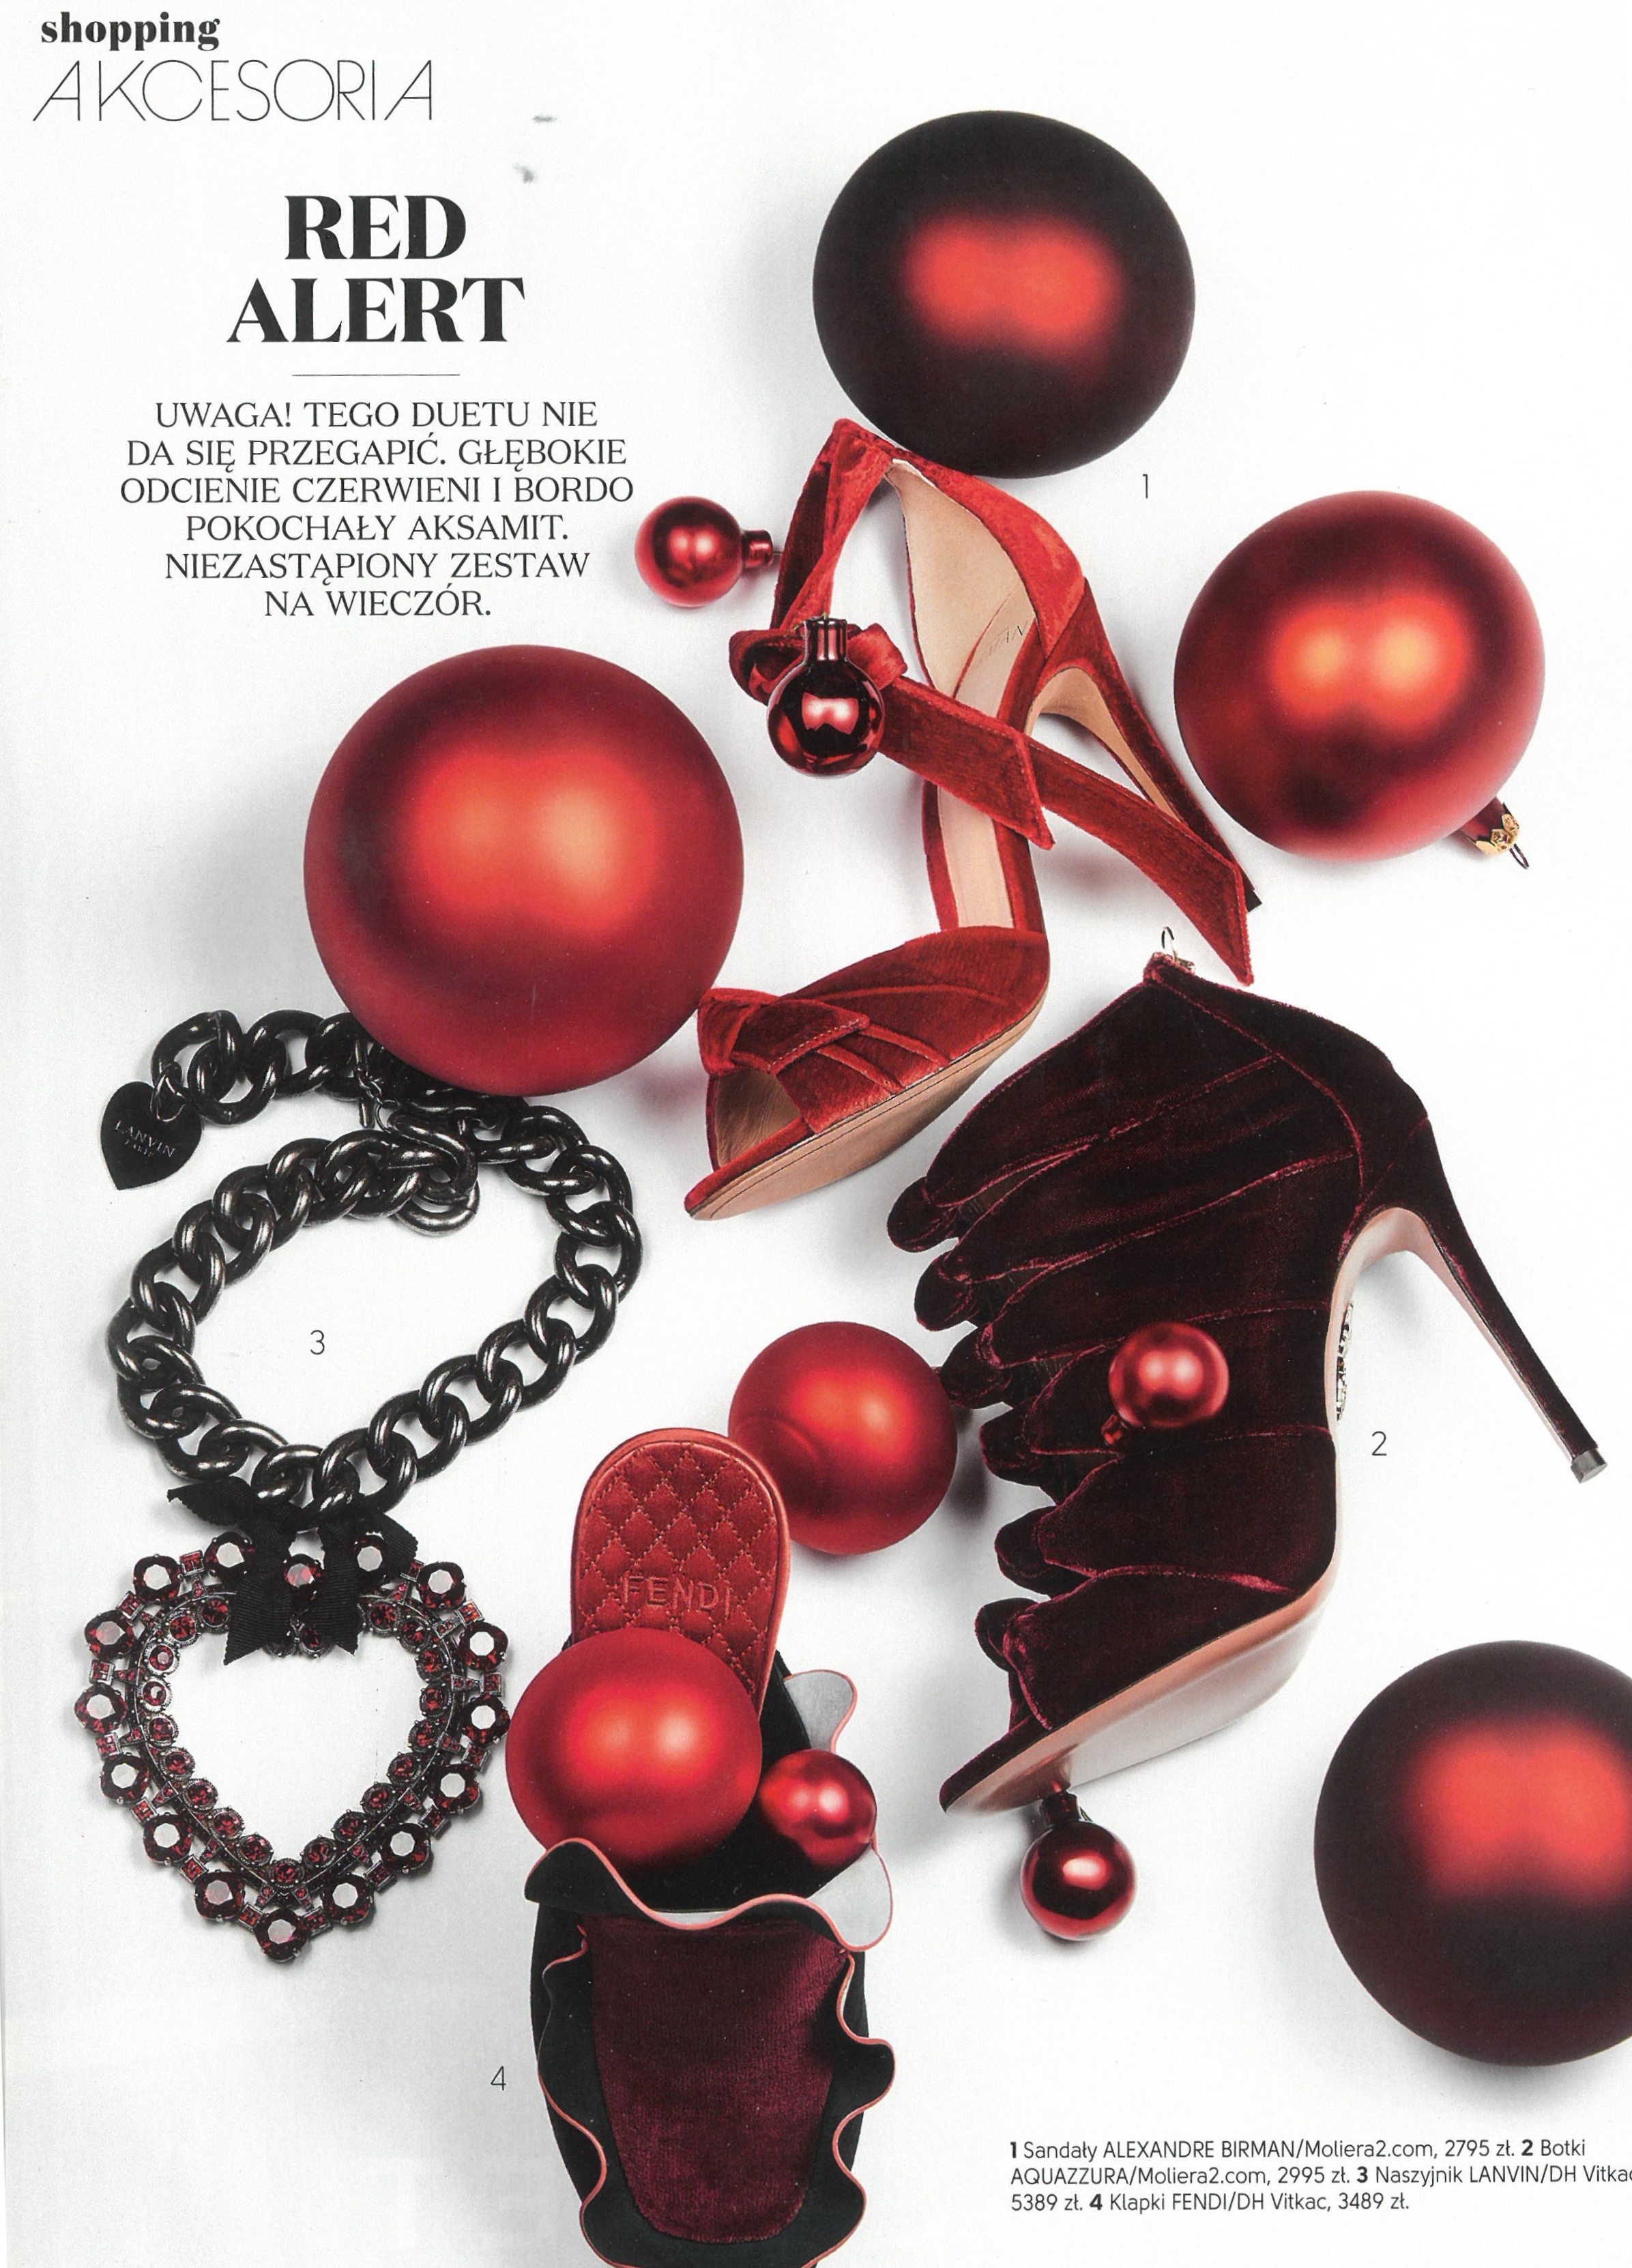 shopping
AKCESORIA
RED
ALERT
UWAGA! TEGO DUETU NIE
DA SIĘ PRZEGAPIĆ. GŁĘBOKIE
ODCIENIE CZERWIENI I BORDO
POKOCHAŁY AKSAMIT.
NIEZASTĄPIONY ZESTAW
NA WIECZÓR.
1
LANVIN
PARIS
3
2
FENDI
4
1 Sandały ALEXANDRE BIRMAN/Moliera2.com, 2795 zł. 2 Botki
AQUAZZURA/Moliera2.com, 2995 zł. 3 Naszyjnik LANVIN/DH
5389 zł. 4 Klapki FENDI/DH Vitkac, 3489 zł.